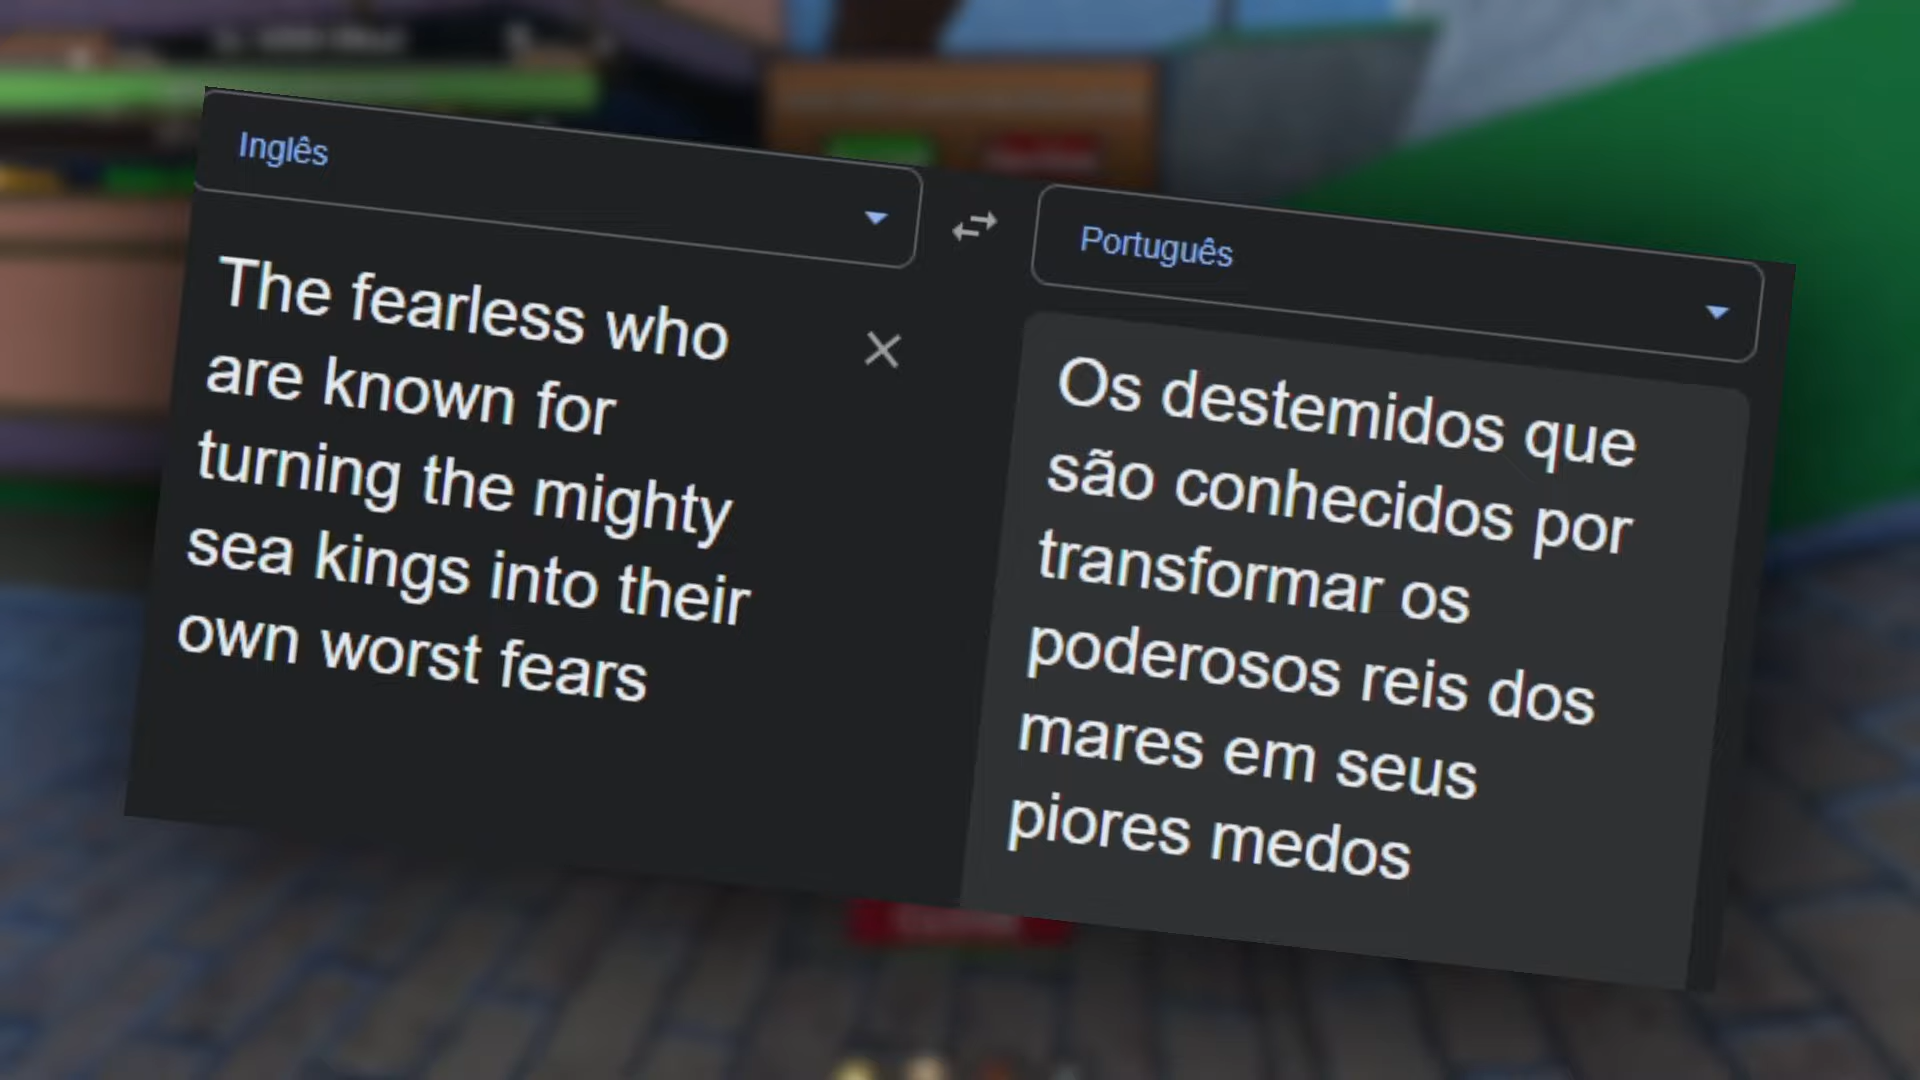 Inglês
The fearless who
are known for
turning the mighty
sea kings into their
own worst fears
Português
Os destemidos que
são conhecidos por
transformar os
poderosos reis dos
mares em seus
piores medos